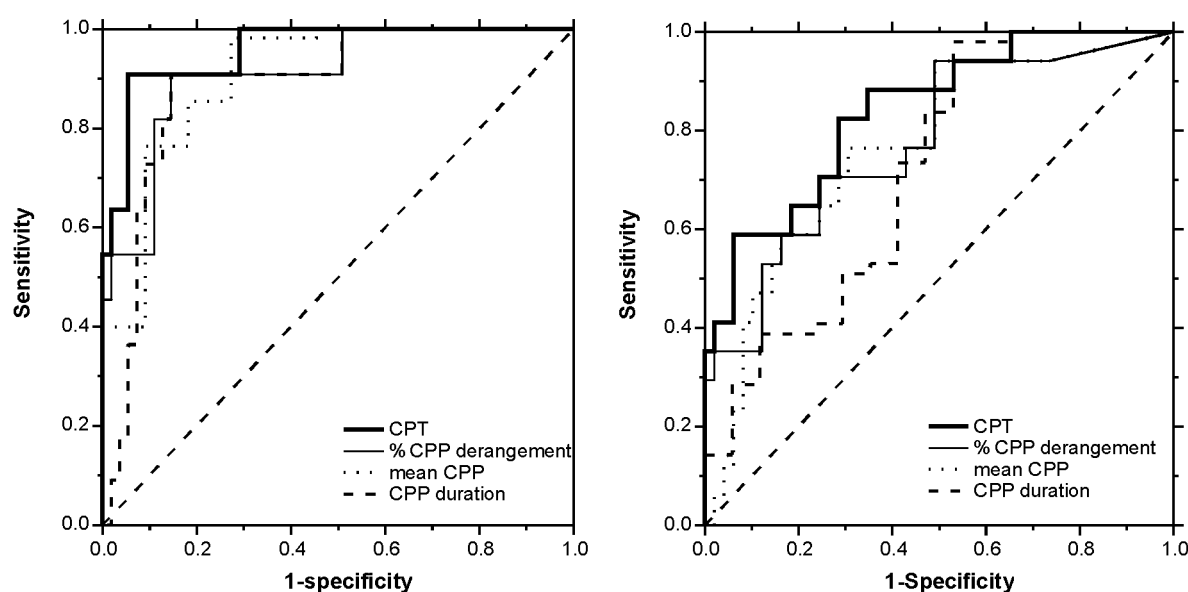 1.0
0.8
0.6
0.4
0.2
0.0
Sensitivity
0.0 0.2 0.4 0.6 0.8 1.0
1-specificity
CPT
% CPP derangement
mean CPP
CPP duration
1.0
0.8
0.6
0.4
0.2
0.0
Sensitivity
0.0 0.2 0.4 0.6 0.8 1.0
1-Specificity
CPT
% CPP derangement
mean CPP
CPP duration